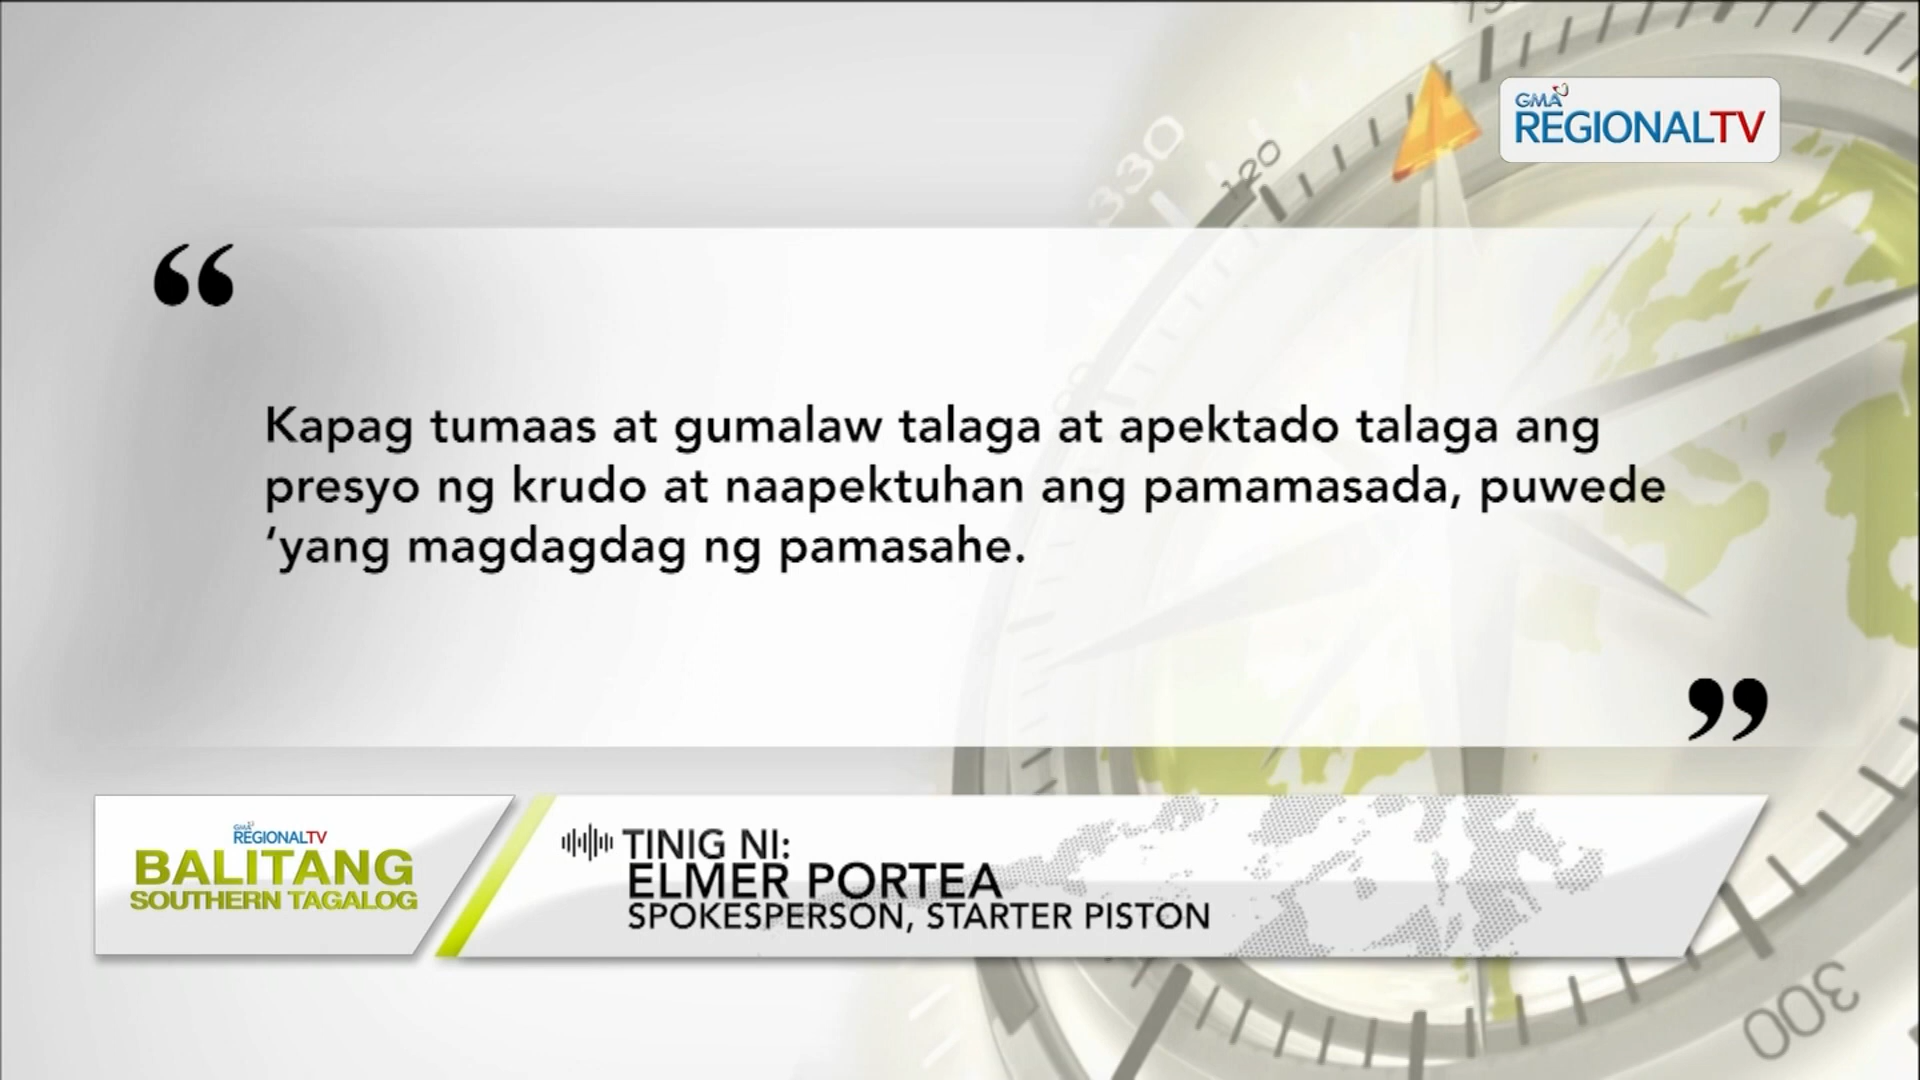 GMA
REGIONALTV
330
120
“
Kapag tumaas at gumalaw talaga at apektado talaga ang
presyo ng krudo at naapektuhan ang pamamasada, puwede
‘yang magdagdag ng pamasahe.
”
GMA
REGIONALTV
BALITANG
SOUTHERN TAGALOG
TINIG NI:
ELMER PORTEA
SPOKESPERSON, STARTER PISTON
300